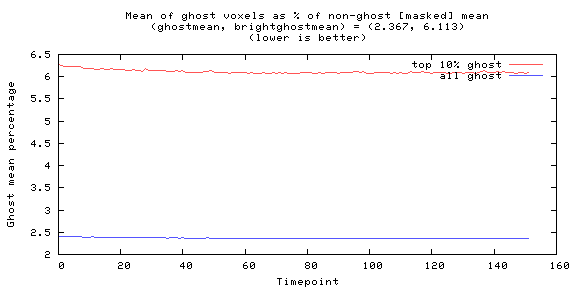 Mean of ghost voxels as % of non-ghost [masked] mean
(ghostmean, brightghostmean) = (2.367, 6.113)
(lower is better)
6.5
6
5.5
5
4.5
4
3.5
3
2.5
2
top 10% ghost
all ghost
Ghost mean percentage
0 20 40 60 80 100 120 140 160
Timepoint